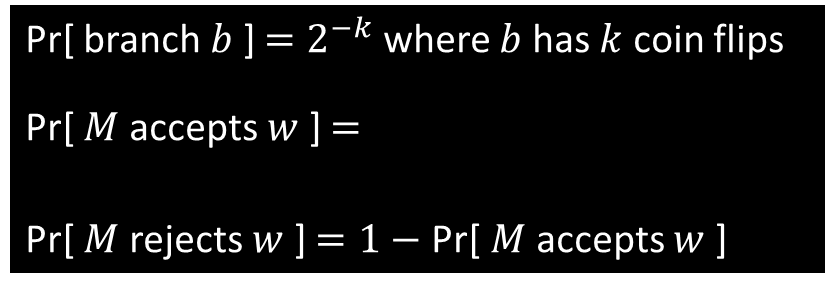 Pr[ branch b ] = 2⁻ᵏ where b has k coin flips
Pr[ M accepts w ] =
Pr[ M rejects w ] = 1 − Pr[ M accepts w ]